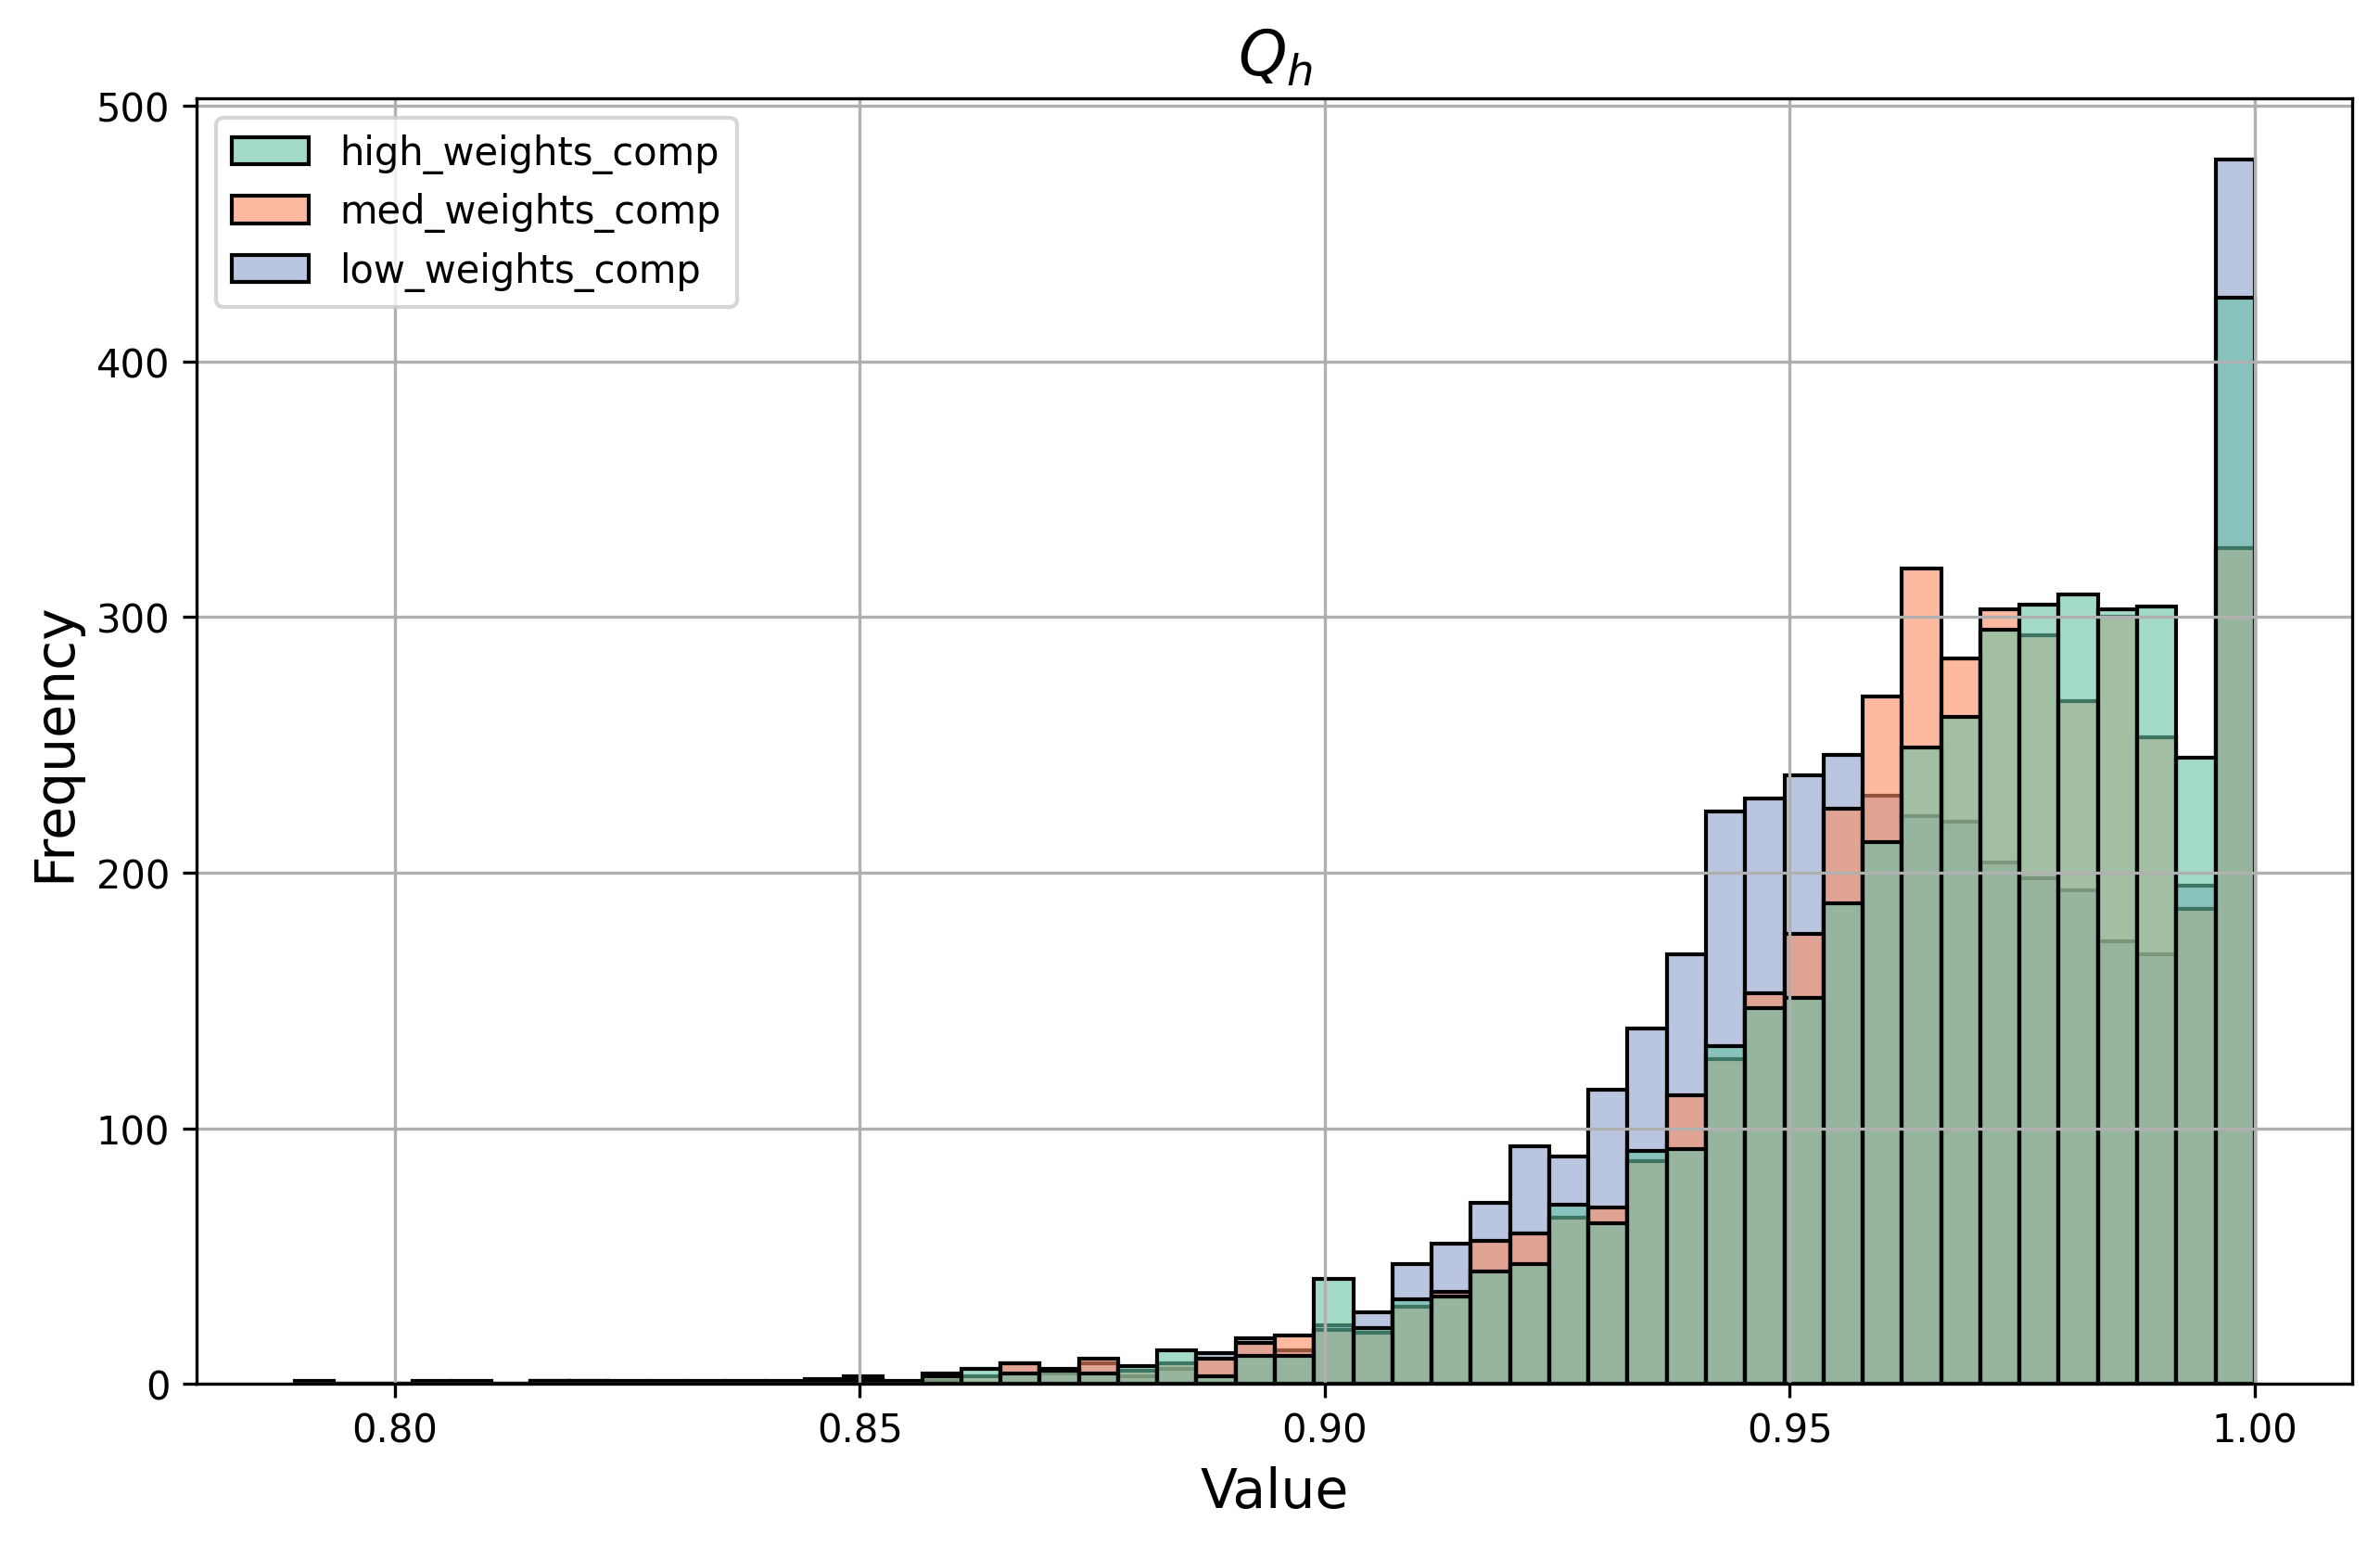 Q_h
500
400
300
200
100
0
high_weights_comp
med_weights_comp
low_weights_comp
Frequency
0.80 0.85 0.90 0.95 1.00
Value